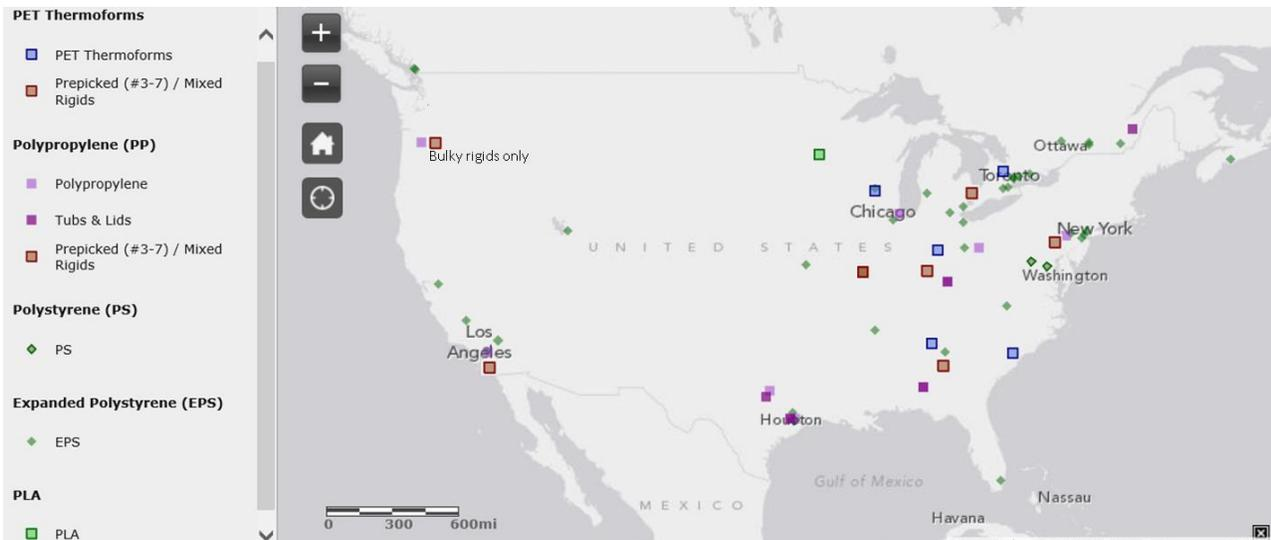 PET Thermoforms
PET Thermoforms
Prepicked (#3-7) / Mixed
Rigids
Polypropylene (PP)
Polypropylene
Tubs & Lids
Prepicked (#3-7) / Mixed
Rigids
Polystyrene (PS)
PS
Expanded Polystyrene (EPS)
EPS
PLA
PLA
+
−
Bulky rigids only
Ottawa
Toronto
Chicago
New York
UNITED STATES
Washington
Los
Angeles
Houston
Gulf of Mexico
MEXICO
Nassau
Havana
0 300 600mi